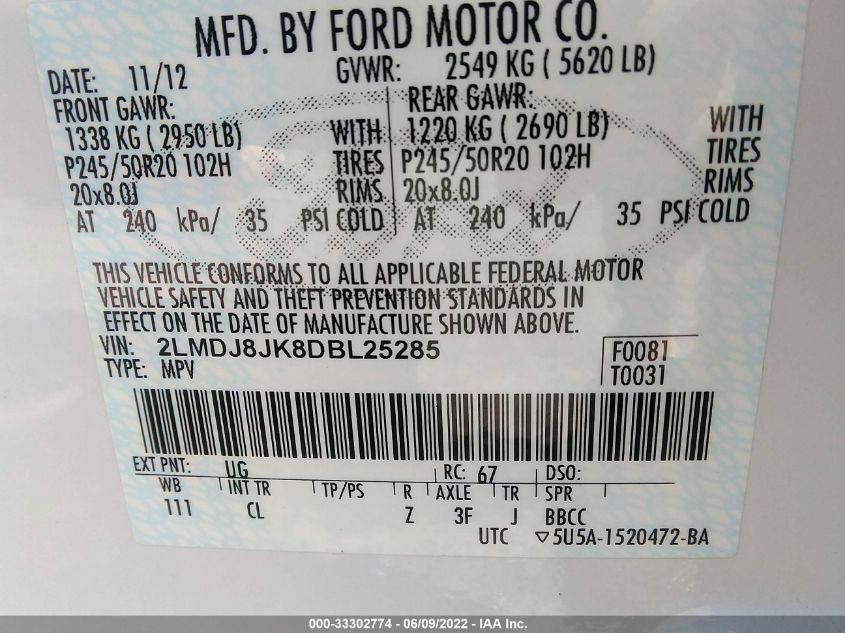 MFD. BY FORD MOTOR CO.
DATE: 11/12 GVWR: 2549 KG ( 5620 LB)
FRONT GAWR: REAR GAWR:
1338 KG ( 2950 LB) WITH 1220 KG ( 2690 LB) WITH
P245/50R20 102H TIRES P245/50R20 102H TIRES
20x8.0J RIMS 20x8.0J RIMS
AT 240 kPa/ 35 PSI COLD AT 240 kPa/ 35 PSI COLD
THIS VEHICLE CONFORMS TO ALL APPLICABLE FEDERAL MOTOR
VEHICLE SAFETY AND THEFT PREVENTION STANDARDS IN
EFFECT ON THE DATE OF MANUFACTURE SHOWN ABOVE.
VIN: 2LMDJ8JK8DBL25285 F0081
TYPE: MPV T0031
EXT PNT: UG RC: 67 DSO:
WB INT TR TP/PS R AXLE TR SPR
111 CL Z 3F J BBCC
UTC ▽5U5A-1520472-BA
000-33302774 - 06/09/2022 - IAAI Inc.